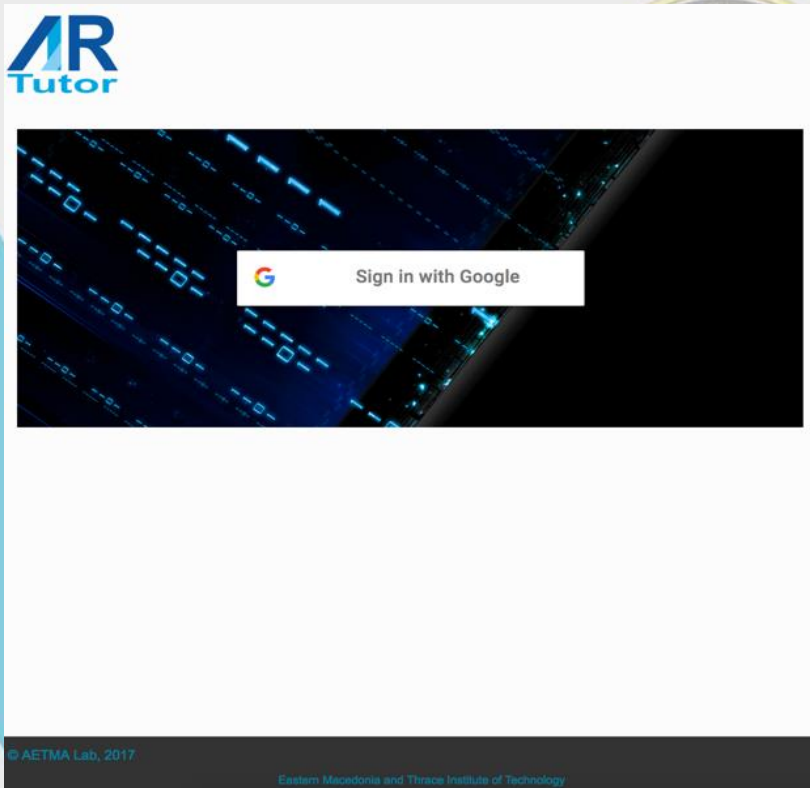 AR
Tutor
Sign in with Google
© AETMA Lab, 2017
Eastern Macedonia and Thrace Institute of Technology